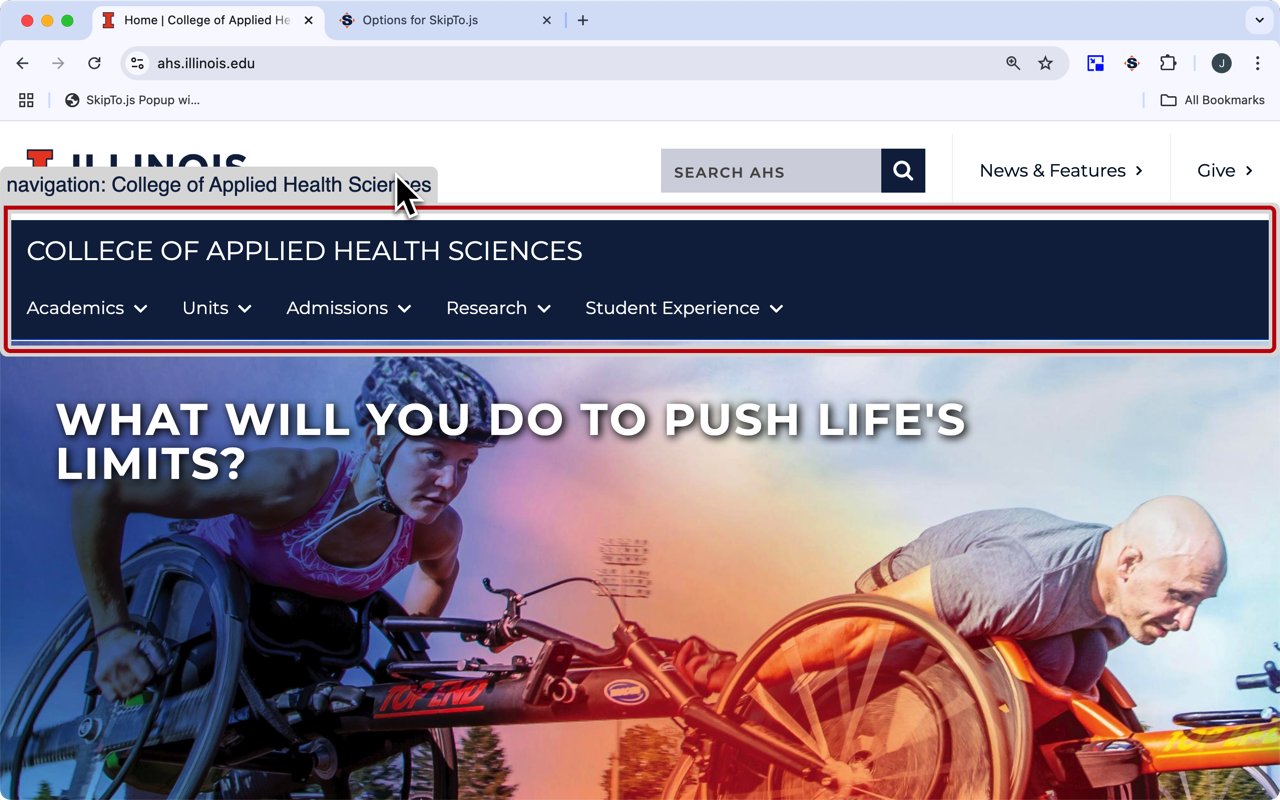 Home | College of Applied He
Options for SkipTo.js
ahs.illinois.edu
J
SkipTo.js Popup wi...
All Bookmarks
ILLINOIS
SEARCH AHS
News & Features
Give
navigation: College of Applied Health Sciences
COLLEGE OF APPLIED HEALTH SCIENCES
Academics
Units
Admissions
Research
Student Experience
WHAT WILL YOU DO TO PUSH LIFE'S
LIMITS?
TOP END